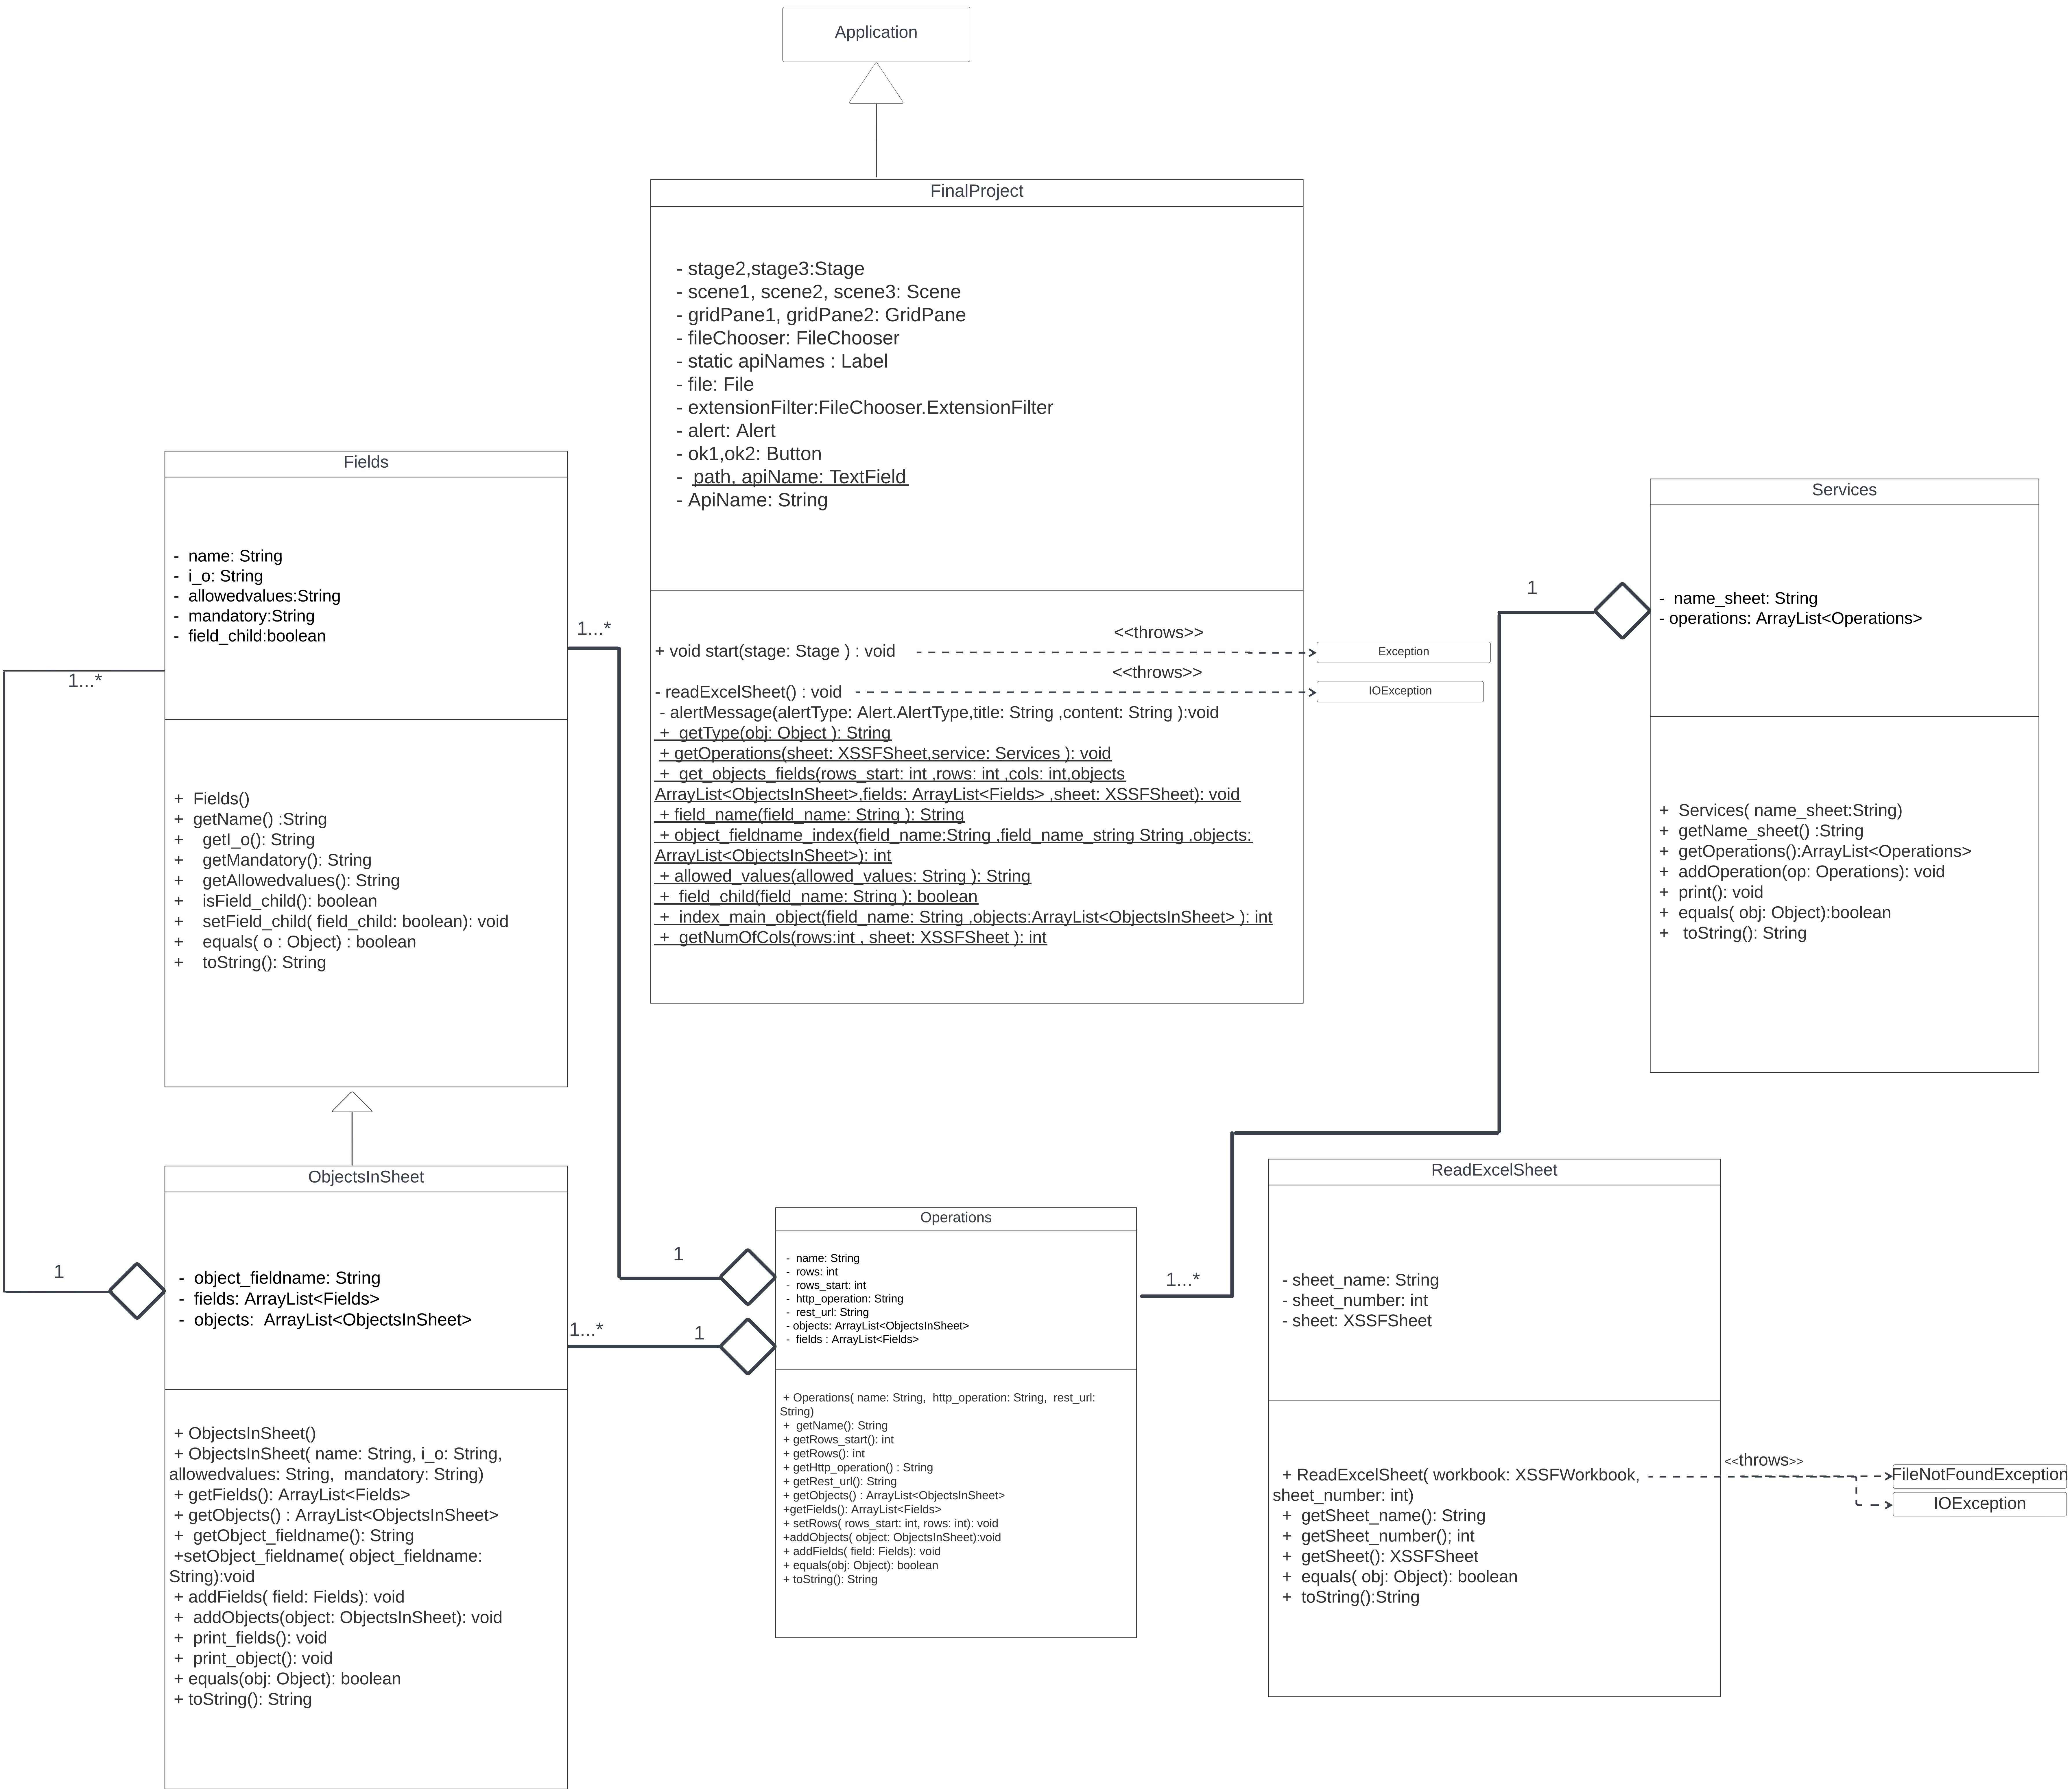 Application
FinalProject
- stage2,stage3:Stage
- scene1, scene2, scene3: Scene
- gridPane1, gridPane2: GridPane
- fileChooser: FileChooser
- static apiNames : Label
- file: File
- extensionFilter:FileChooser.ExtensionFilter
- alert: Alert
- ok1,ok2: Button
-  path, apiName: TextField
- ApiName: String
+ void start(stage: Stage ) : void
<<throws>>
Exception
- readExcelSheet() : void
<<throws>>
IOException
- alertMessage(alertType: Alert.AlertType,title: String ,content: String ):void
+  getType(obj: Object ): String
+ getOperations(sheet: XSSFSheet,service: Services ): void
+  get_objects_fields(rows_start: int ,rows: int ,cols: int,objects
ArrayList<ObjectsInSheet>,fields: ArrayList<Fields> ,sheet: XSSFSheet): void
+ field_name(field_name: String ): String
+ object_fieldname_index(field_name:String ,field_name_string String ,objects:
ArrayList<ObjectsInSheet>): int
+ allowed_values(allowed_values: String ): String
+  field_child(field_name: String ): boolean
+  index_main_object(field_name: String ,objects:ArrayList<ObjectsInSheet> ): int
+  getNumOfCols(rows:int , sheet: XSSFSheet ): int
Fields
-  name: String
-  i_o: String
-  allowedvalues:String
-  mandatory:String
-  field_child:boolean
1...*
1...*
+  Fields()
+  getName() :String
+    getI_o(): String
+    getMandatory(): String
+    getAllowedvalues(): String
+    isField_child(): boolean
+    setField_child( field_child: boolean): void
+    equals( o : Object) : boolean
+    toString(): String
Services
1
-  name_sheet: String
- operations: ArrayList<Operations>
+  Services( name_sheet:String)
+  getName_sheet() :String
+  getOperations():ArrayList<Operations>
+  addOperation(op: Operations): void
+  print(): void
+  equals( obj: Object):boolean
+   toString(): String
ObjectsInSheet
1
-  object_fieldname: String
-  fields: ArrayList<Fields>
-  objects:  ArrayList<ObjectsInSheet>
+ ObjectsInSheet()
+ ObjectsInSheet( name: String, i_o: String,
allowedvalues: String,  mandatory: String)
+ getFields(): ArrayList<Fields>
+ getObjects() : ArrayList<ObjectsInSheet>
+  getObject_fieldname(): String
+setObject_fieldname( object_fieldname:
String):void
+ addFields( field: Fields): void
+  addObjects(object: ObjectsInSheet): void
+  print_fields(): void
+  print_object(): void
+ equals(obj: Object): boolean
+ toString(): String
1
1...*
1
Operations
-  name: String
-  rows: int
-  rows_start: int
-  http_operation: String
-  rest_url: String
- objects: ArrayList<ObjectsInSheet>
-  fields : ArrayList<Fields>
1...*
+ Operations( name: String,  http_operation: String,  rest_url:
String)
+  getName(): String
+ getRows_start(): int
+ getRows(): int
+ getHttp_operation() : String
+ getRest_url(): String
+ getObjects() : ArrayList<ObjectsInSheet>
+getFields(): ArrayList<Fields>
+ setRows( rows_start: int, rows: int): void
+addObjects( object: ObjectsInSheet):void
+ addFields( field: Fields): void
+ equals(obj: Object): boolean
+ toString(): String
ReadExcelSheet
- sheet_name: String
- sheet_number: int
- sheet: XSSFSheet
+ ReadExcelSheet( workbook: XSSFWorkbook,
sheet_number: int)
+  getSheet_name(): String
+  getSheet_number(); int
+  getSheet(): XSSFSheet
+  equals( obj: Object): boolean
+  toString():String
<<throws>>
FileNotFoundException
IOException